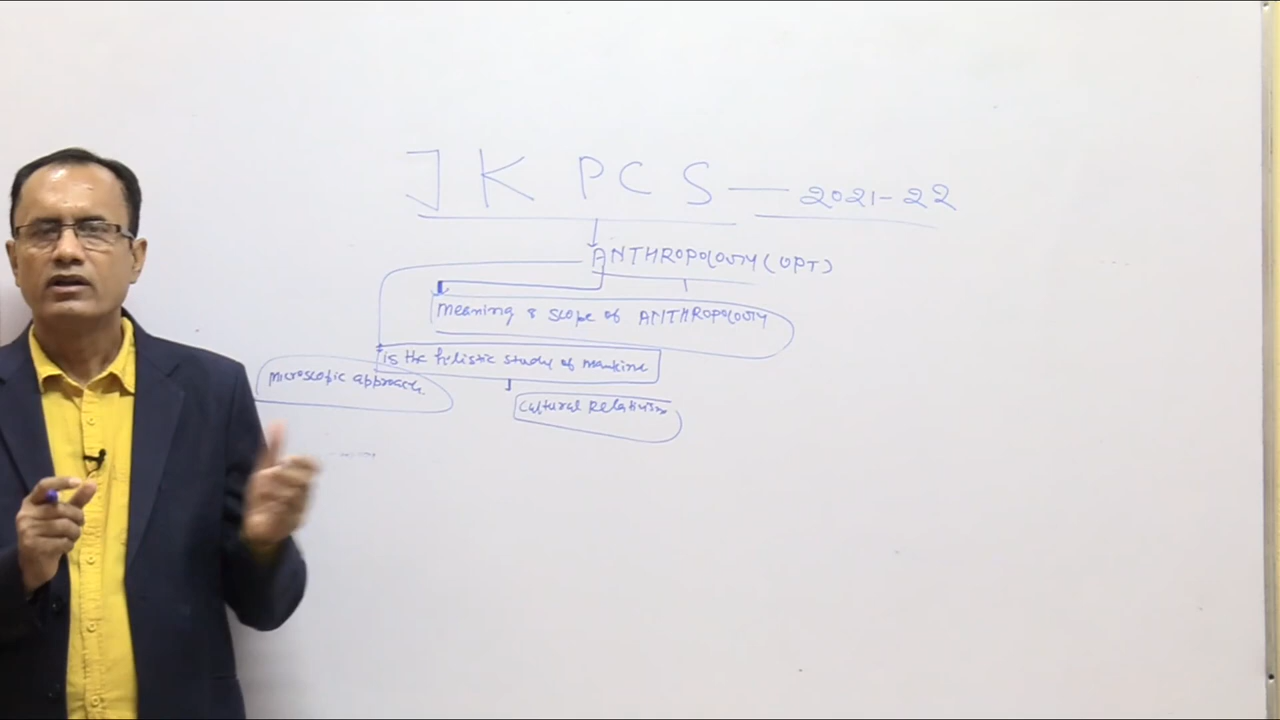 JKPCS — 2021-22
ANTHROPOLOGY (OPT)
Meaning & scope of ANTHROPOLOGY
is the holistic study of mankind
Microscopic approach.
Cultural Relativism